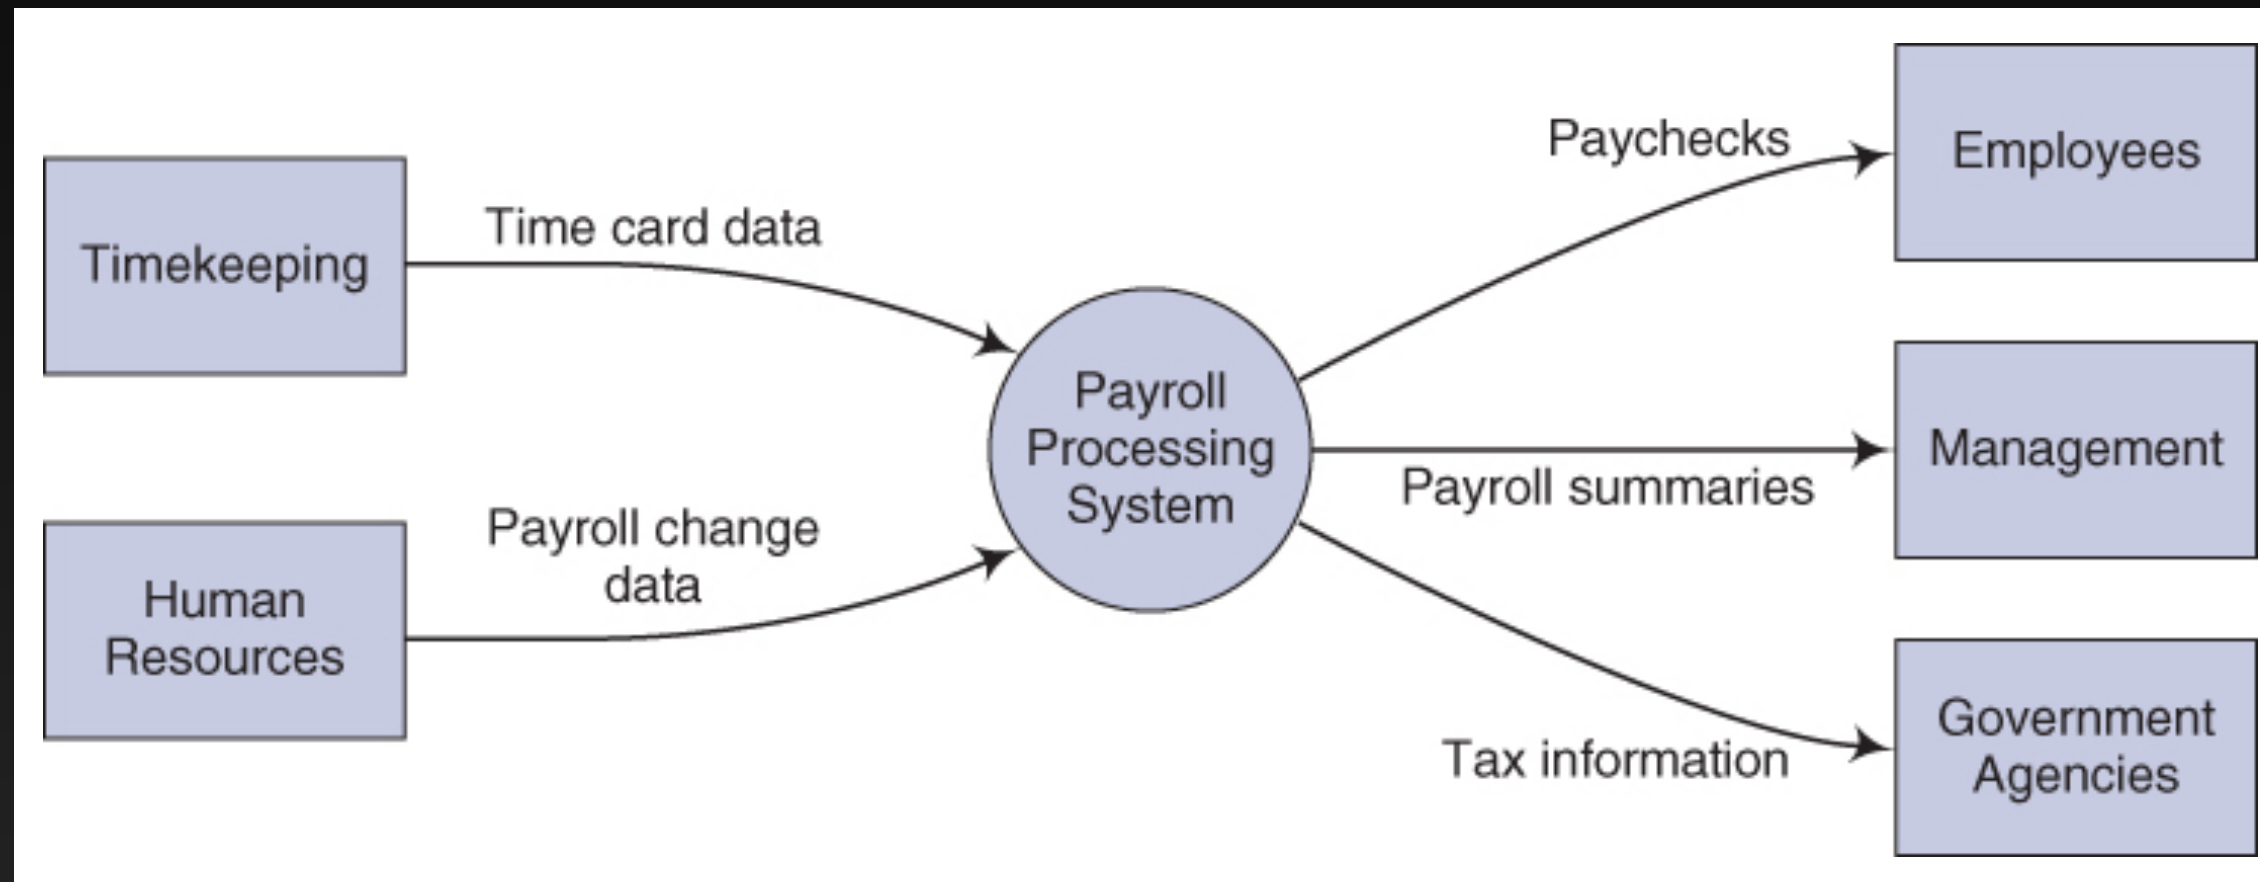 Timekeeping
Time card data
Human
Resources
Payroll change
data
Payroll
Processing
System
Paychecks
Employees
Payroll summaries
Management
Tax information
Government
Agencies